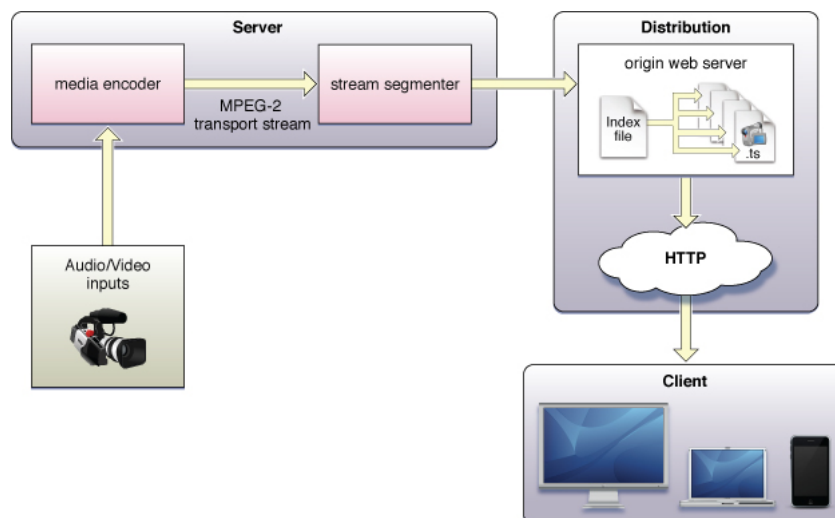 Server
media encoder
MPEG-2
transport stream
stream segmenter
Audio/Video
inputs
Distribution
origin web server
Index
file
.ts
HTTP
Client